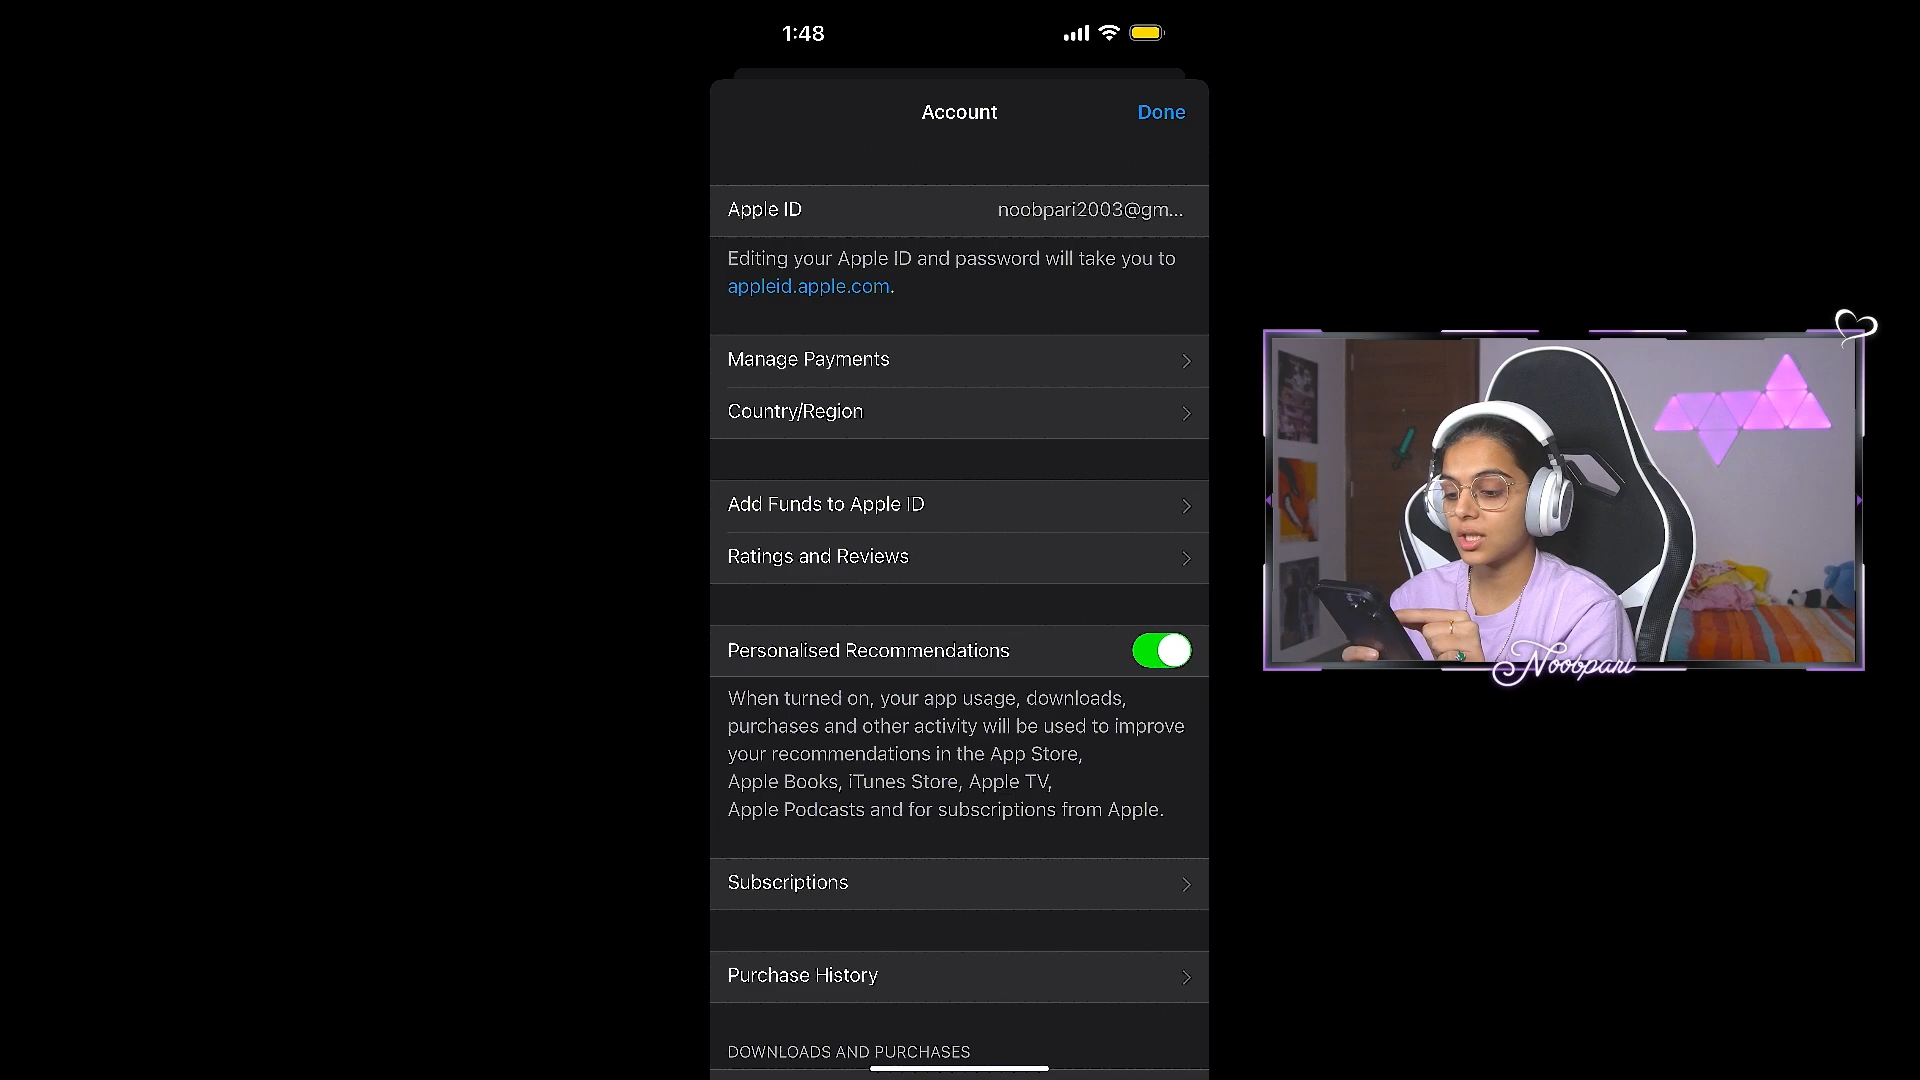 1:48
Account
Done
Apple ID
noobpari2003@gm...
Editing your Apple ID and password will take you to
appleid.apple.com.
Manage Payments
Country/Region
Add Funds to Apple ID
Ratings and Reviews
Personalised Recommendations
When turned on, your app usage, downloads,
purchases and other activity will be used to improve
your recommendations in the App Store,
Apple Books, iTunes Store, Apple TV,
Apple Podcasts and for subscriptions from Apple.
Subscriptions
Purchase History
DOWNLOADS AND PURCHASES
Noobpari